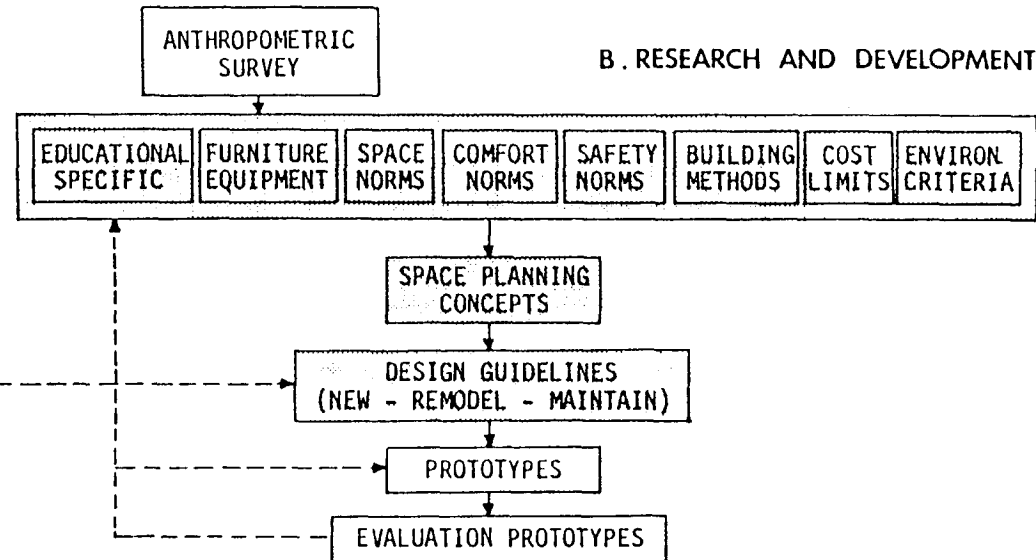 ANTHROPOMETRIC
SURVEY
B. RESEARCH AND DEVELOPMENT
EDUCATIONAL
SPECIFIC
FURNITURE
EQUIPMENT
SPACE
NORMS
COMFORT
NORMS
SAFETY
NORMS
BUILDING
METHODS
COST
LIMITS
ENVIRON
CRITERIA
SPACE PLANNING
CONCEPTS
DESIGN GUIDELINES
(NEW - REMODEL - MAINTAIN)
PROTOTYPES
EVALUATION PROTOTYPES